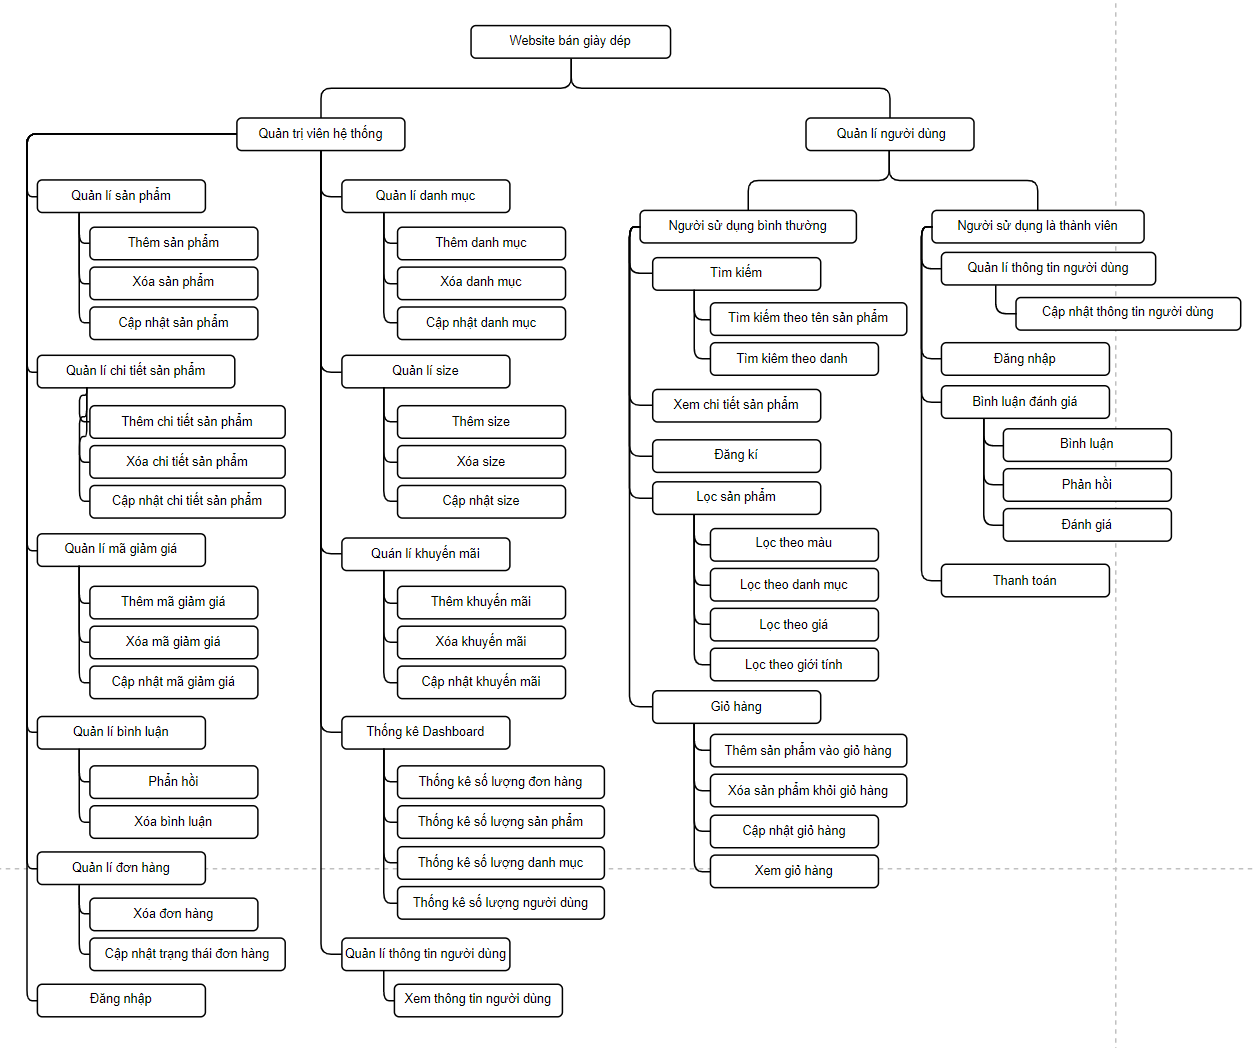 Website bán giày dép
Quản trị viên hệ thống
Quản lí người dùng
Quản lí sản phẩm
Thêm sản phẩm
Xóa sản phẩm
Cập nhật sản phẩm
Quản lí chi tiết sản phẩm
Thêm chi tiết sản phẩm
Xóa chi tiết sản phẩm
Cập nhật chi tiết sản phẩm
Quản lí mã giảm giá
Thêm mã giảm giá
Xóa mã giảm giá
Cập nhật mã giảm giá
Quản lí bình luận
Phẩn hồi
Xóa bình luận
Quản lí đơn hàng
Xóa đơn hàng
Cập nhật trạng thái đơn hàng
Đăng nhập
Quản lí danh mục
Thêm danh mục
Xóa danh mục
Cập nhật danh mục
Quản lí size
Thêm size
Xóa size
Cập nhật size
Quán lí khuyến mãi
Thêm khuyến mãi
Xóa khuyến mãi
Cập nhật khuyến mãi
Thống kê Dashboard
Thống kê số lượng đơn hàng
Thống kê số lượng sản phẩm
Thống kê số lượng danh mục
Thống kê số lượng người dùng
Quản lí thông tin người dùng
Xem thông tin người dùng
Người sử dụng bình thường
Tìm kiếm
Tìm kiếm theo tên sản phẩm
Tìm kiêm theo danh
Xem chi tiết sản phẩm
Đăng kí
Lọc sản phẩm
Lọc theo màu
Lọc theo danh mục
Lọc theo giá
Lọc theo giới tính
Giỏ hàng
Thêm sản phẩm vào giỏ hàng
Xóa sản phẩm khỏi giỏ hàng
Cập nhật giỏ hàng
Xem giỏ hàng
Người sử dụng là thành viên
Quản lí thông tin người dùng
Cập nhật thông tin người dùng
Đăng nhập
Bình luận đánh giá
Bình luận
Phản hồi
Đánh giá
Thanh toán